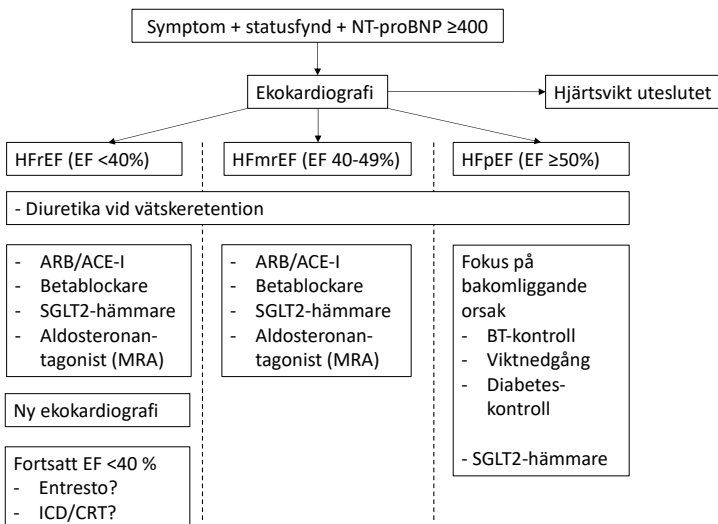 Symptom + statusfynd + NT-proBNP ≥400
Ekokardiografi
Hjärtsvikt uteslutet
HFrEF (EF <40%)
HFmrEF (EF 40-49%)
HFpEF (EF ≥50%)
- Diuretika vid vätskeretention
- ARB/ACE-I
- Betablockare
- SGLT2-hämmare
- Aldosteronan-
tagonist (MRA)
- ARB/ACE-I
- Betablockare
- SGLT2-hämmare
- Aldosteronan-
tagonist (MRA)
Fokus på
bakomliggande
orsak
- BT-kontroll
- Viktnedgång
- Diabetes-
kontroll
- SGLT2-hämmare
Ny ekokardiografi
Fortsatt EF <40 %
- Entresto?
- ICD/CRT?